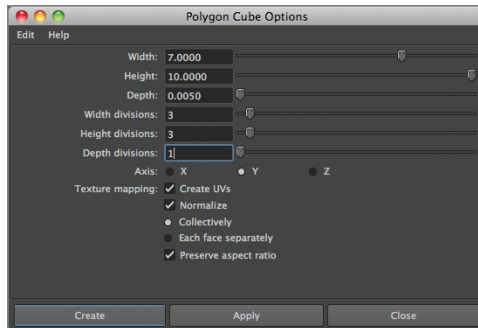 Polygon Cube Options
Edit Help
Width: 7.0000
Height: 10.0000
Depth: 0.0050
Width divisions: 3
Height divisions: 3
Depth divisions: 1
Axis: X Y Z
Texture mapping: Create UVs
Normalize
Collectively
Each face separately
Preserve aspect ratio
Create Apply Close